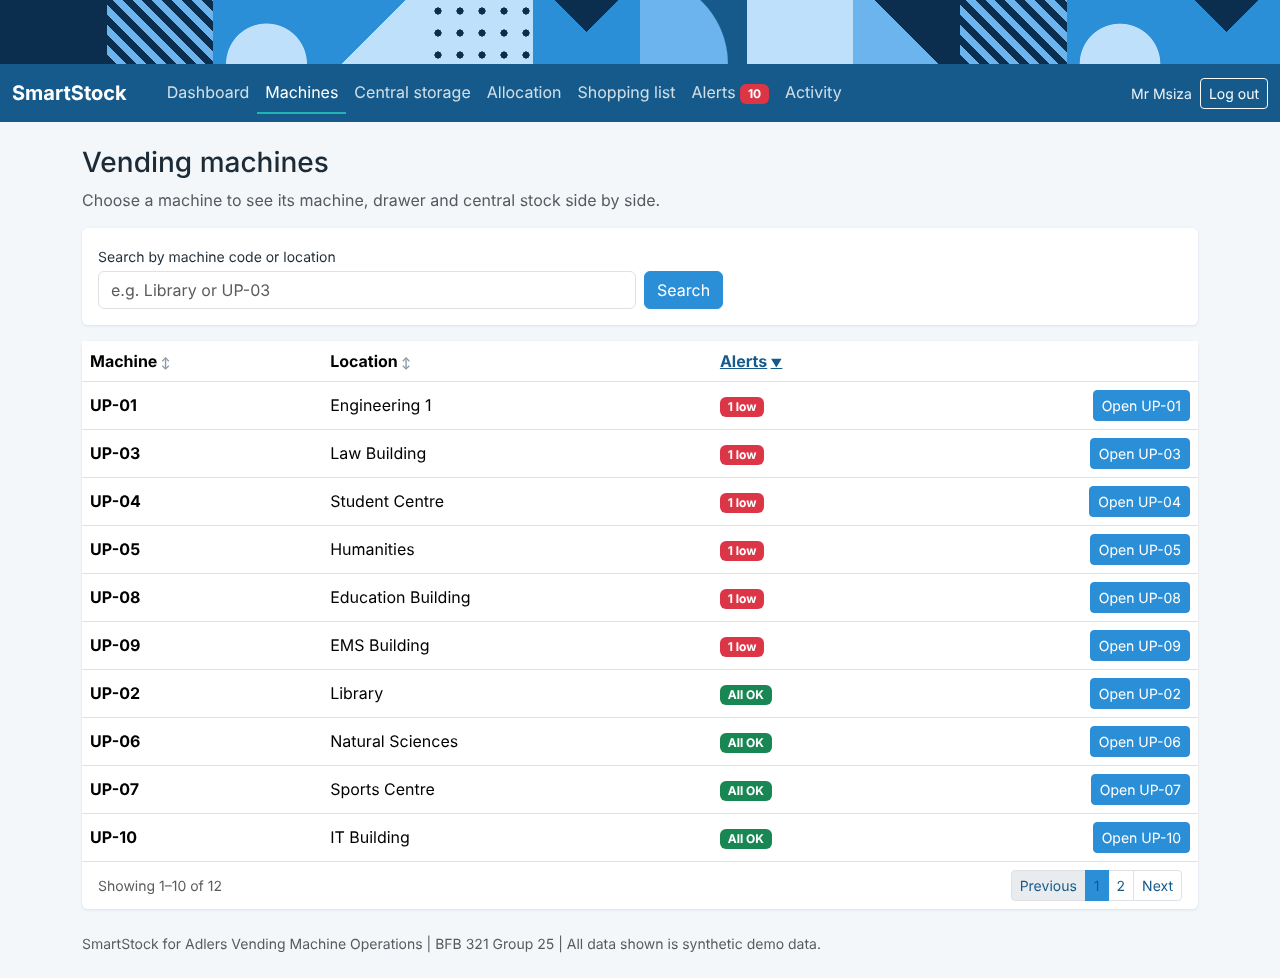 SmartStock Dashboard Machines Central storage Allocation Shopping list Alerts 10 Activity Mr Msiza Log out
Vending machines
Choose a machine to see its machine, drawer and central stock side by side.
Search by machine code or location
e.g. Library or UP-03 Search
Machine Location Alerts
UP-01 Engineering 1 1 low Open UP-01
UP-03 Law Building 1 low Open UP-03
UP-04 Student Centre 1 low Open UP-04
UP-05 Humanities 1 low Open UP-05
UP-08 Education Building 1 low Open UP-08
UP-09 EMS Building 1 low Open UP-09
UP-02 Library All OK Open UP-02
UP-06 Natural Sciences All OK Open UP-06
UP-07 Sports Centre All OK Open UP-07
UP-10 IT Building All OK Open UP-10
Showing 1–10 of 12 Previous 1 2 Next
SmartStock for Adlers Vending Machine Operations | BFB 321 Group 25 | All data shown is synthetic demo data.